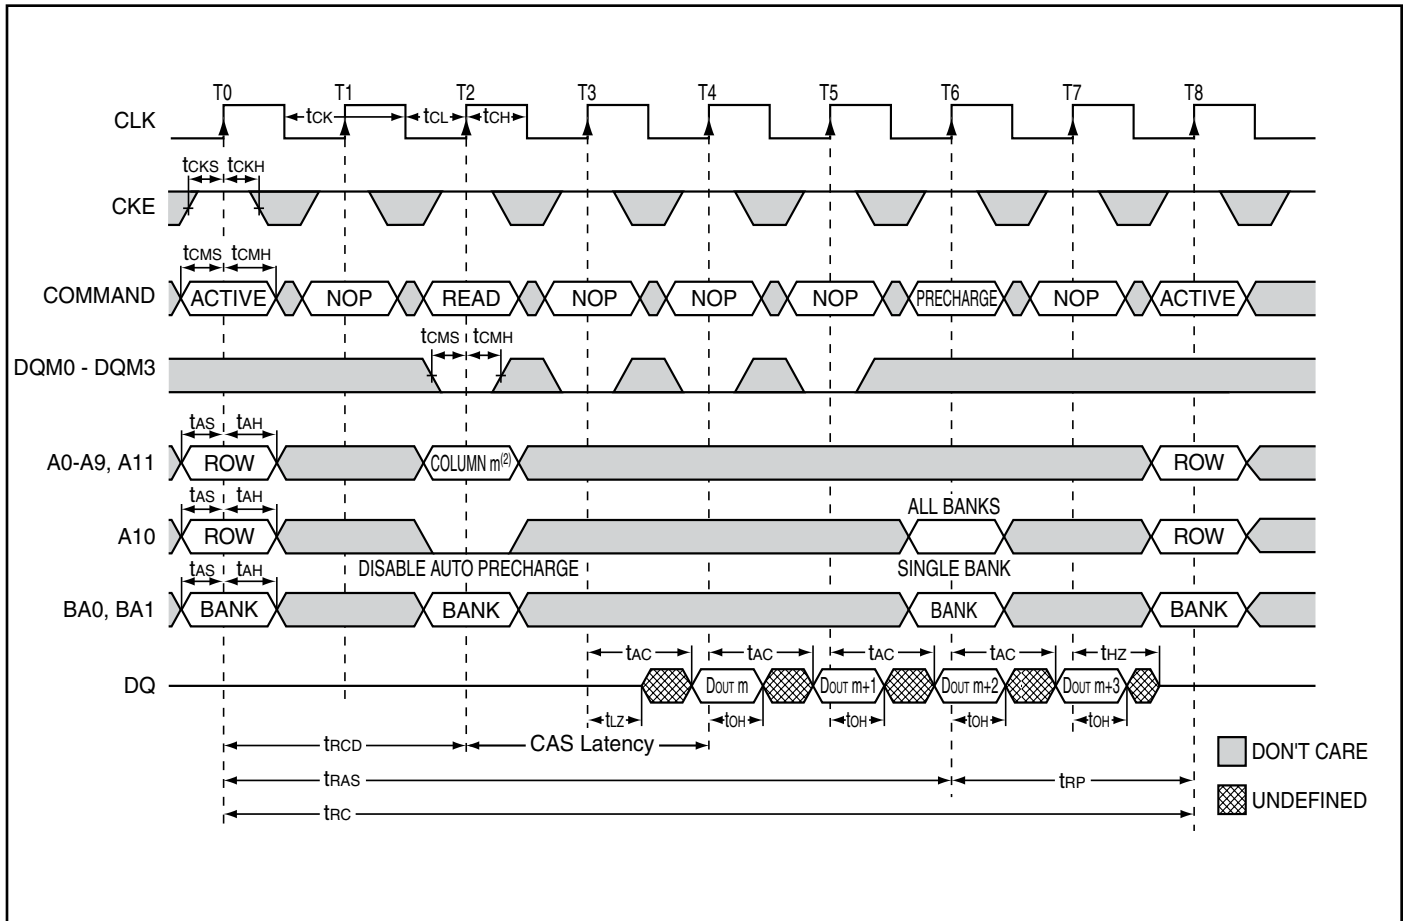 T0 T1 T2 T3 T4 T5 T6 T7 T8
CLK tCK tCL tCH
tCKS tCKH
CKE
tCMS tCMH
COMMAND ACTIVE NOP READ NOP NOP NOP PRECHARGE NOP ACTIVE
tCMS tCMH
DQM0 - DQM3
tAS tAH
A0-A9, A11 ROW COLUMN m(2) ROW
tAS tAH ALL BANKS
A10 ROW ROW
DISABLE AUTO PRECHARGE SINGLE BANK
tAS tAH
BA0, BA1 BANK BANK BANK BANK
tAC tAC tAC tAC tHZ
DQ DOUT m DOUT m+1 DOUT m+2 DOUT m+3
tLZ tOH tOH tOH tOH
tRCD CAS Latency
DON'T CARE
tRAS tRP
UNDEFINED
tRC